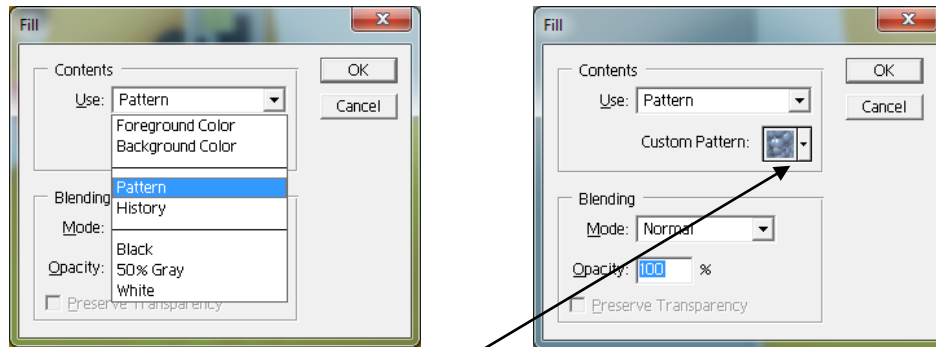 Fill
Contents
Use: Pattern
OK
Cancel
Foreground Color
Background Color
Pattern
History
Black
50% Gray
White
Blending
Mode:
Opacity:
Preserve Transparency
Fill
Contents
Use: Pattern
OK
Cancel
Custom Pattern:
Blending
Mode: Normal
Opacity: 100 %
Preserve Transparency